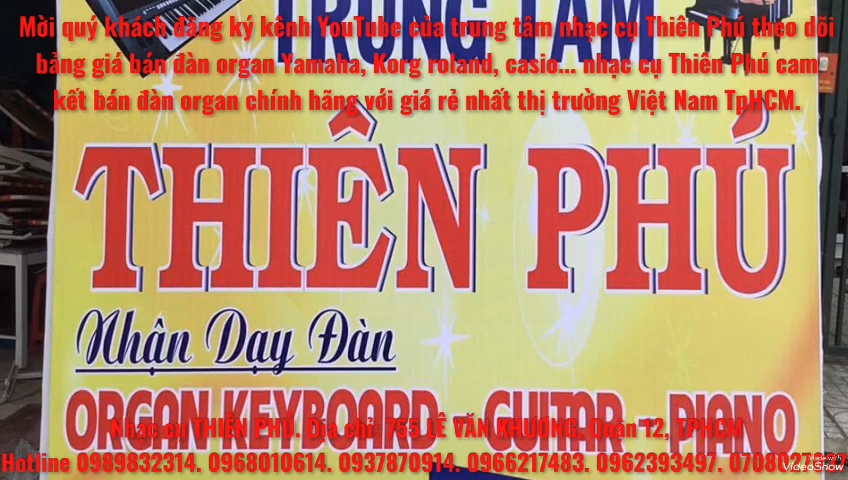 Mời quý khách đăng ký kênh YouTube của trung tâm nhạc cụ Thiên Phú theo dõi
bảng giá bán đàn organ Yamaha, Korg roland, casio... nhạc cụ Thiên Phú cam
kết bán đàn organ chính hãng với giá rẻ nhất thị trường Việt Nam TpHCM.
TRUNG TÂM
THIÊN PHÚ
Nhận Dạy Đàn
ORGAN KEYBOARD - GUITAR - PIANO
Nhạc cụ THIÊN PHÚ. Địa chỉ: 755 LÊ VĂN KHƯƠNG, Quận 12, TPHCM
Hotline 0989832314. 0968010614. 0937870914. 0966217483. 0962393497.
Made with
VideoShow